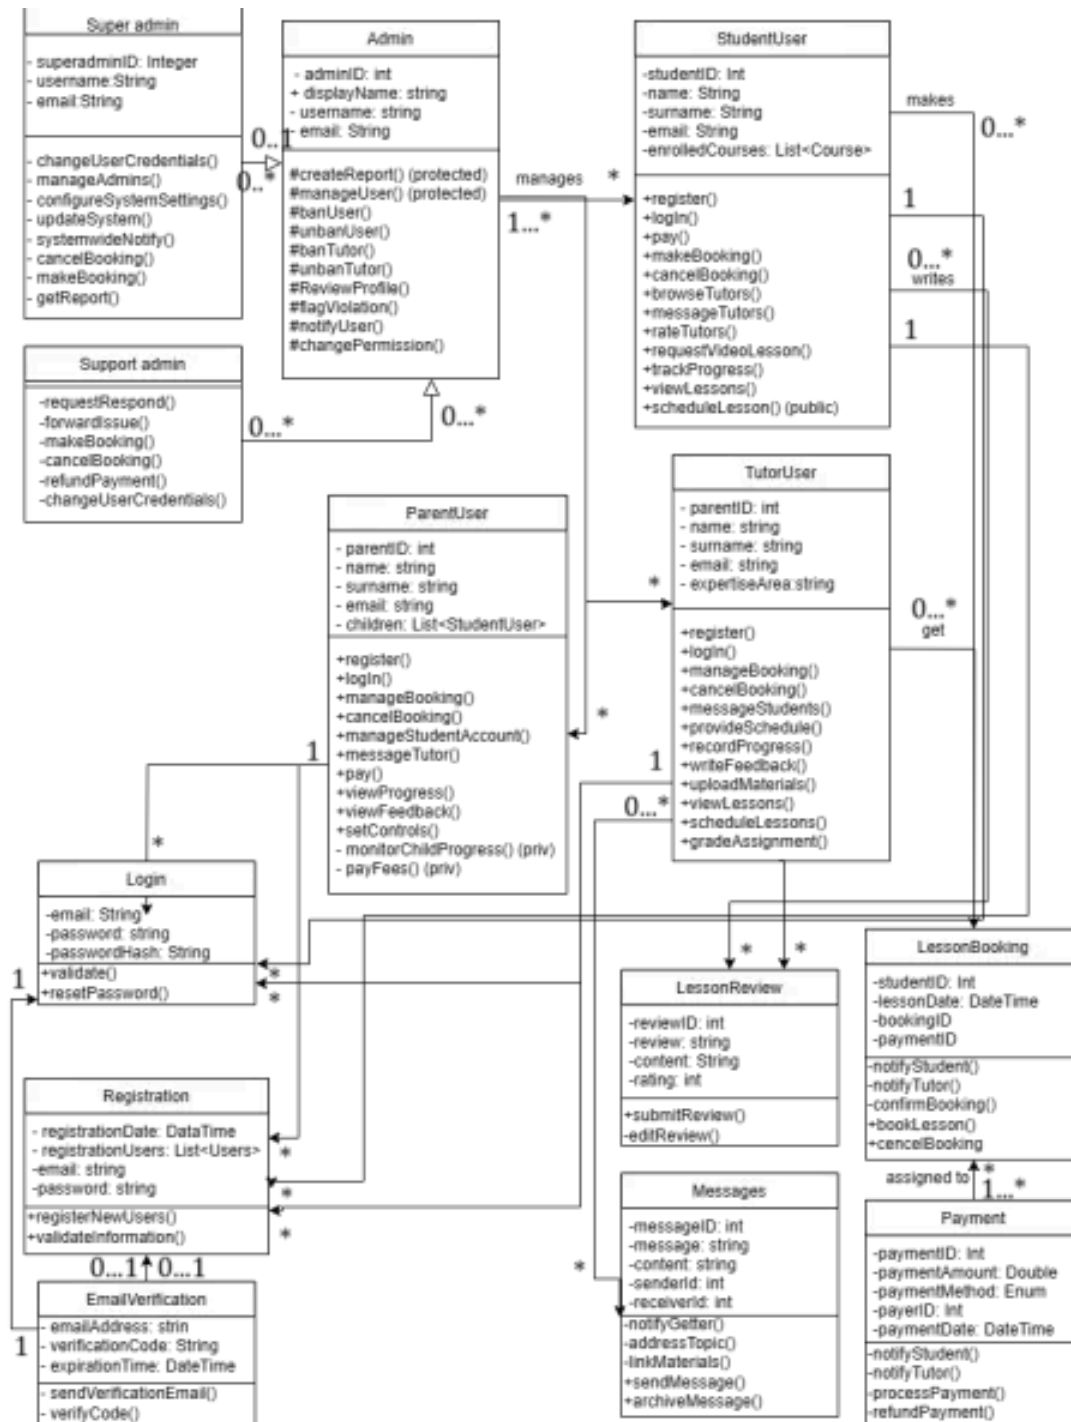 Super admin
- superadminID: Integer
- username:String
- email:String
- changeUserCredentials()
- manageAdmins()
- configureSystemSettings()
- updateSystem()
- systemwideNotify()
- cancelBooking()
- makeBooking()
- getReport()
0..1
0..*
Admin
- adminID: int
+ displayName: string
- username: string
- email: String
#createReport() (protected)
#manageUser() (protected)
#banUser()
#unbanUser()
#banTutor()
#unbanTutor()
#ReviewProfile()
#flagViolation()
#notifyUser()
#changePermission()
manages
*
1...*
StudentUser
-studentID: Int
-name: String
-surname: String
-email: String
-enrolledCourses: List<Course>
+register()
+logIn()
+pay()
+makeBooking()
+cancelBooking()
+browseTutors()
+messageTutors()
+rateTutors()
+requestVideoLesson()
+trackProgress()
+viewLessons()
+scheduleLesson() (public)
makes
0...*
1
0...*
writes
1
Support admin
-requestRespond()
-forwardIssue()
-makeBooking()
-cancelBooking()
-refundPayment()
-changeUserCredentials()
0...*
0...*
ParentUser
- parentID: int
- name: string
- surname: string
- email: string
- children: List<StudentUser>
+register()
+logIn()
+manageBooking()
+cancelBooking()
+manageStudentAccount()
+messageTutor()
+pay()
+viewProgress()
+viewFeedback()
+setControls()
- monitorChildProgress() (priv)
- payFees() (priv)
*
*
1
TutorUser
- parentID: int
- name: string
- surname: string
- email: string
- expertiseArea:string
+register()
+logIn()
+manageBooking()
+cancelBooking()
+messageStudents()
+provideSchedule()
+recordProgress()
+writeFeedback()
+uploadMaterials()
+viewLessons()
+scheduleLessons()
+gradeAssignment()
0...*
get
1
0...*
*
Login
-email: String
-password: string
-passwordHash: String
+validate()
+resetPassword()
1
*
*
Registration
- registrationDate: DataTime
- registrationUsers: List<Users>
-email: string
-password: string
+registerNewUsers()
+validateInformation()
*
*
*
0...1
0...1
EmailVerification
- emailAddress: strin
- verificationCode: String
- expirationTime: DateTime
- sendVerificationEmail()
- verifyCode()
1
*
*
LessonReview
-reviewID: int
-review: string
-content: String
-rating: int
+submitReview()
-editReview()
Messages
-messageID: int
-message: string
-content: string
-senderId: int
-receiverId: int
-notifyGetter()
-addressTopic()
-linkMaterials()
+sendMessage()
+archiveMessage()
*
LessonBooking
-studentID: Int
-lessonDate: DateTime
-bookingID
-paymentID
-notifyStudent()
-notifyTutor()
-confirmBooking()
+bookLesson()
+cencelBooking
assigned to
*
1...*
Payment
-paymentID: Int
-paymentAmount: Double
-paymentMethod: Enum
-payerID: Int
-paymentDate: DateTime
-notifyStudent()
-notifyTutor()
-processPayment()
-refundPayment()